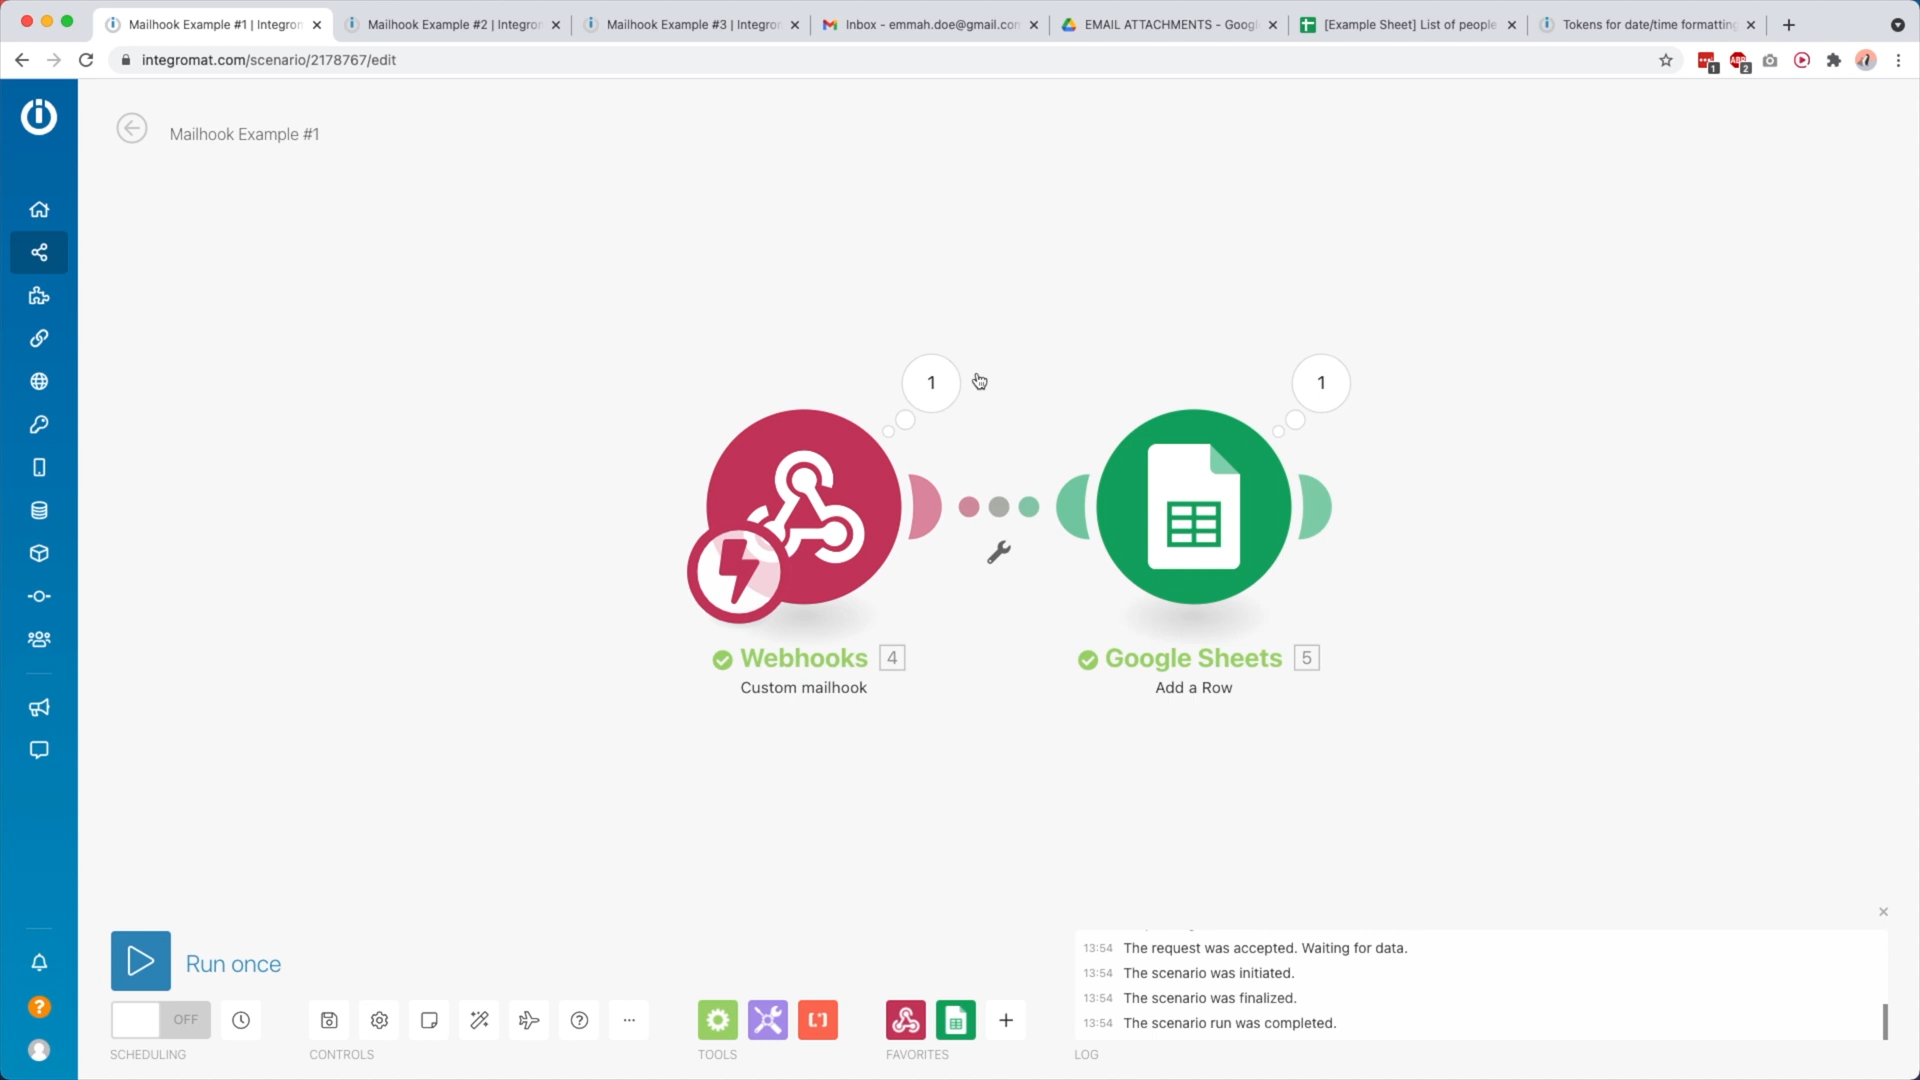 Mailhook Example #1 | Integrom
Mailhook Example #2 | Integrom
Mailhook Example #3 | Integrom
Inbox - emmah.doe@gmail.com
EMAIL ATTACHMENTS - Googl
[Example Sheet] List of people
Tokens for date/time formatting
integromat.com/scenario/2178767/edit
1
2
Mailhook Example #1
1
1
Webhooks 4
Custom mailhook
Google Sheets 5
Add a Row
Run once
OFF
SCHEDULING
CONTROLS
TOOLS
FAVORITES
13:54 The request was accepted. Waiting for data.
13:54 The scenario was initiated.
13:54 The scenario was finalized.
13:54 The scenario run was completed.
LOG